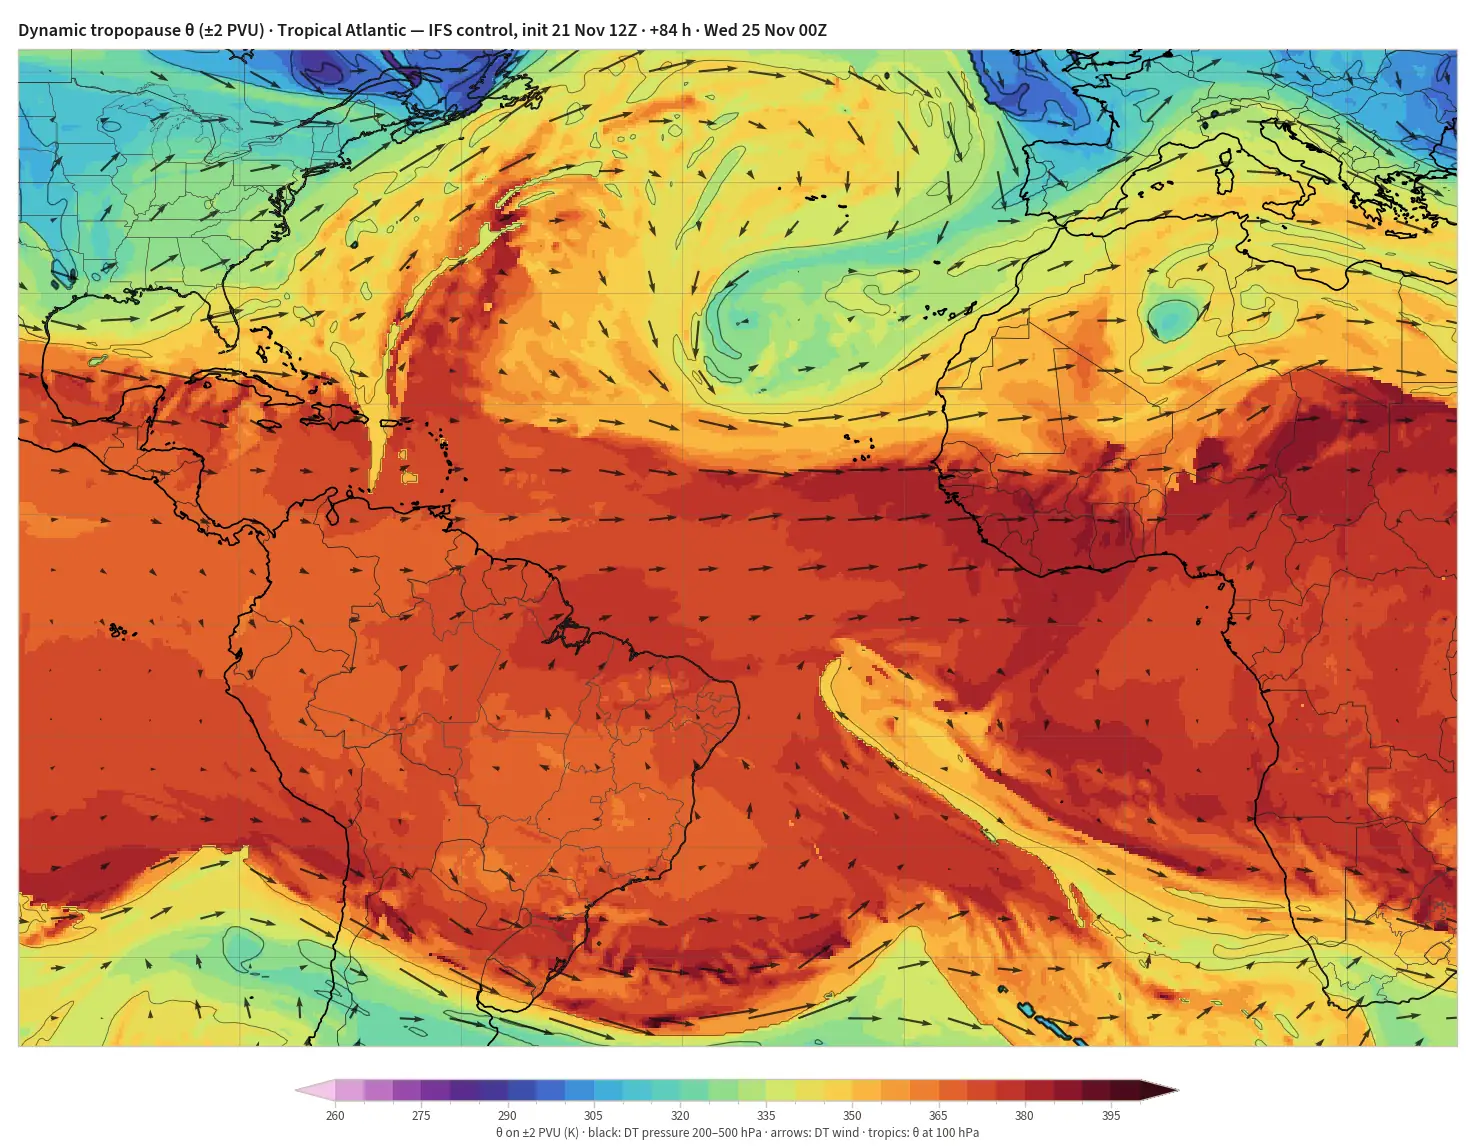 Dynamic tropopause θ (±2 PVU) · Tropical Atlantic — IFS control, init 21 Nov 12Z · +84 h · Wed 25 Nov 00Z
260 275 290 305 320 335 350 365 380 395
θ on ±2 PVU (K) · black: DT pressure 200–500 hPa · arrows: DT wind · tropics: θ at 100 hPa